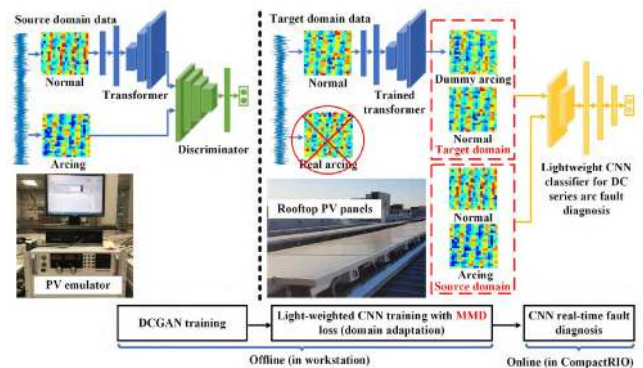 Source domain data
Normal
Transformer
Arcing
Discriminator
PV emulator
Target domain data
Normal
Trained
transformer
Real arcing
Rooftop PV panels
Dummy arcing
Normal
Target domain
Normal
Arcing
Source domain
Lightweight CNN
classifier for DC
series arc fault
diagnosis
DCGAN training
Light-weighted CNN training with MMD
loss (domain adaptation)
CNN real-time fault
diagnosis
Offline (in workstation)
Online (in CompactRIO)